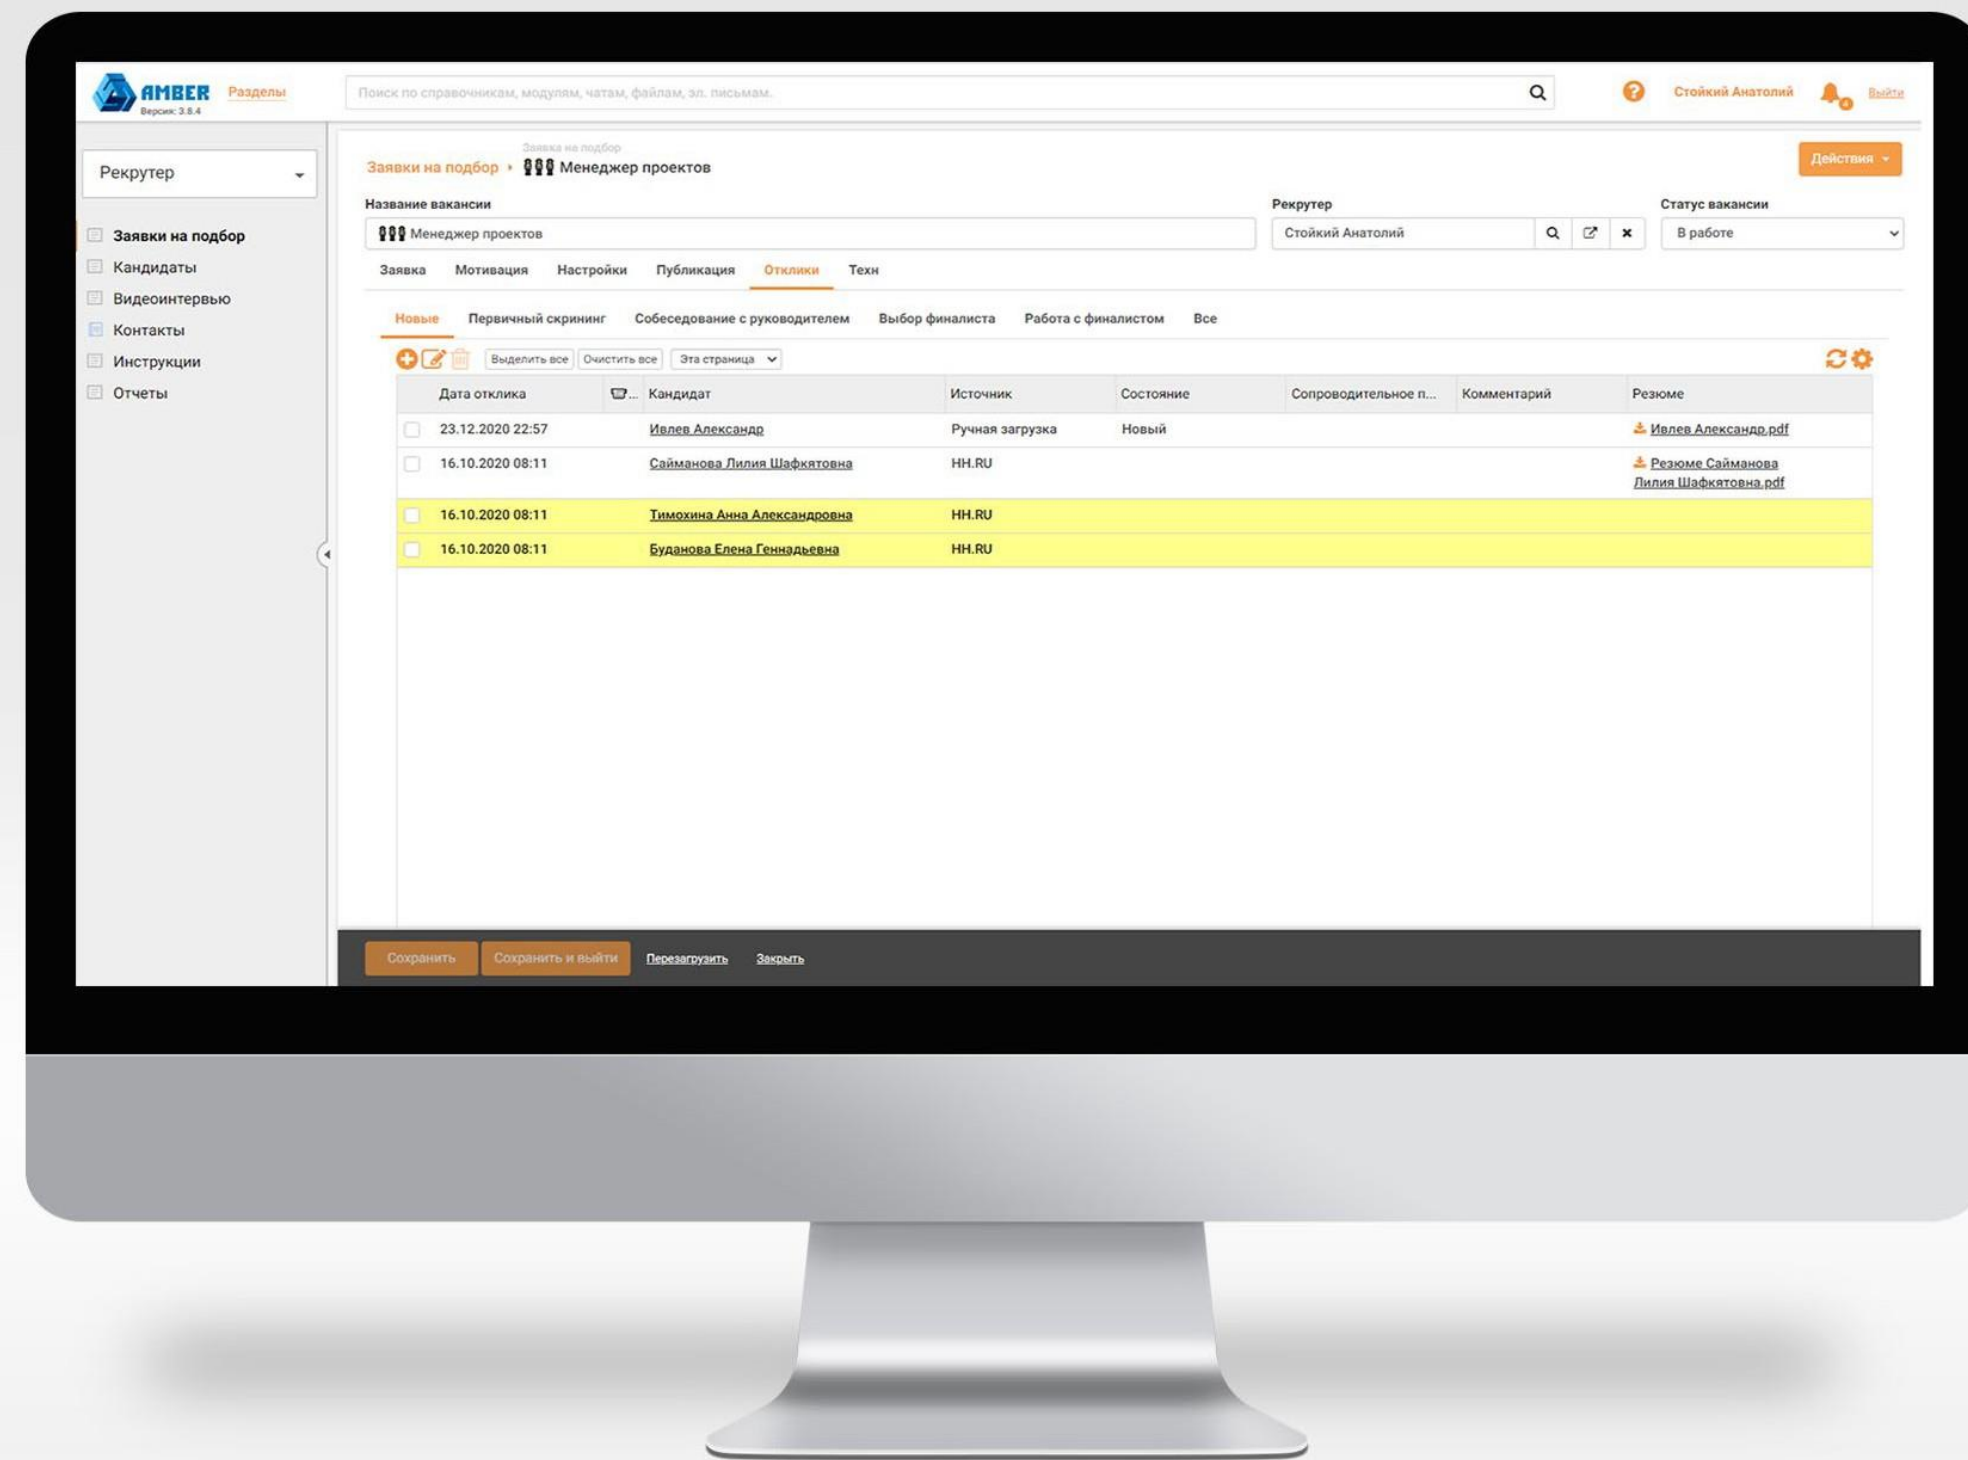 AMBER Разделы
Версия: 3.8.4
Поиск по справочникам, модулям, чатам, файлам, эл. письмам.
Стойкий Анатолий
4
Выйти
Рекрутер
Заявки на подбор
Кандидаты
Видеоинтервью
Контакты
Инструкции
Отчеты
Заявка на подбор
Заявки на подбор Менеджер проектов
Действия
Название вакансии Рекрутер Статус вакансии
Менеджер проектов Стойкий Анатолий В работе
Заявка Мотивация Настройки Публикация Отклики Техн
Новые Первичный скрининг Собеседование с руководителем Выбор финалиста Работа с финалистом Все
Выделить все Очистить все Эта страница
Дата отклика ... Кандидат Источник Состояние Сопроводительное п... Комментарий Резюме
23.12.2020 22:57 Ивлев Александр Ручная загрузка Новый Ивлев Александр.pdf
16.10.2020 08:11 Сайманова Лилия Шафкятовна HH.RU Резюме Сайманова
Лилия Шафкятовна.pdf
16.10.2020 08:11 Тимохина Анна Александровна HH.RU
16.10.2020 08:11 Буданова Елена Геннадьевна HH.RU
Сохранить Сохранить и выйти Перезагрузить Закрыть